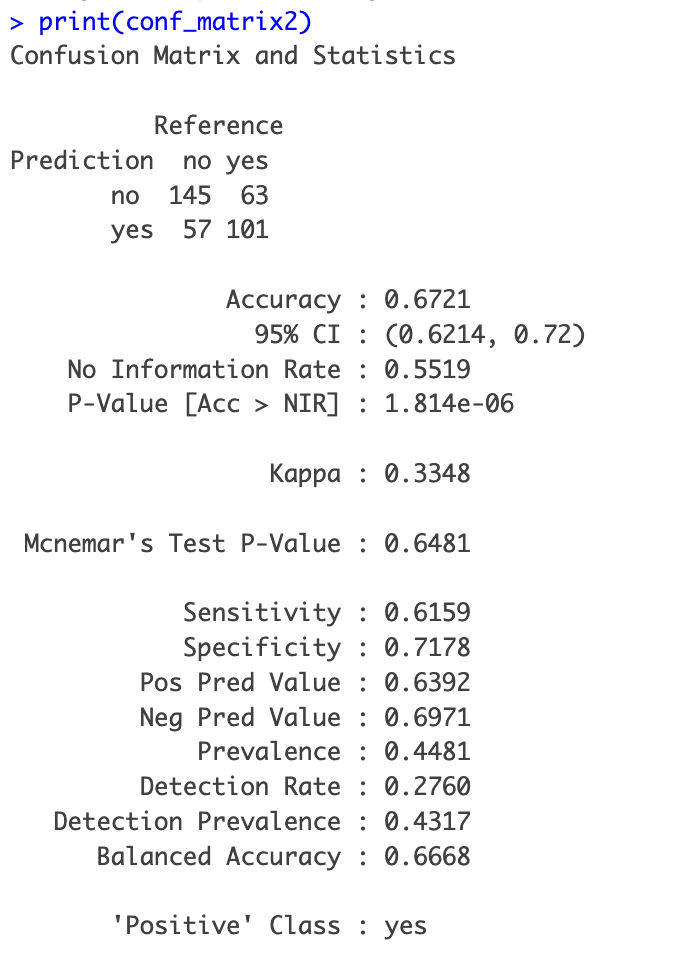 > print(conf_matrix2)
Confusion Matrix and Statistics
Reference
Prediction no yes
no 145 63
yes 57 101
Accuracy : 0.6721
95% CI : (0.6214, 0.72)
No Information Rate : 0.5519
P-Value [Acc > NIR] : 1.814e-06
Kappa : 0.3348
Mcnemar's Test P-Value : 0.6481
Sensitivity : 0.6159
Specificity : 0.7178
Pos Pred Value : 0.6392
Neg Pred Value : 0.6971
Prevalence : 0.4481
Detection Rate : 0.2760
Detection Prevalence : 0.4317
Balanced Accuracy : 0.6668
'Positive' Class : yes